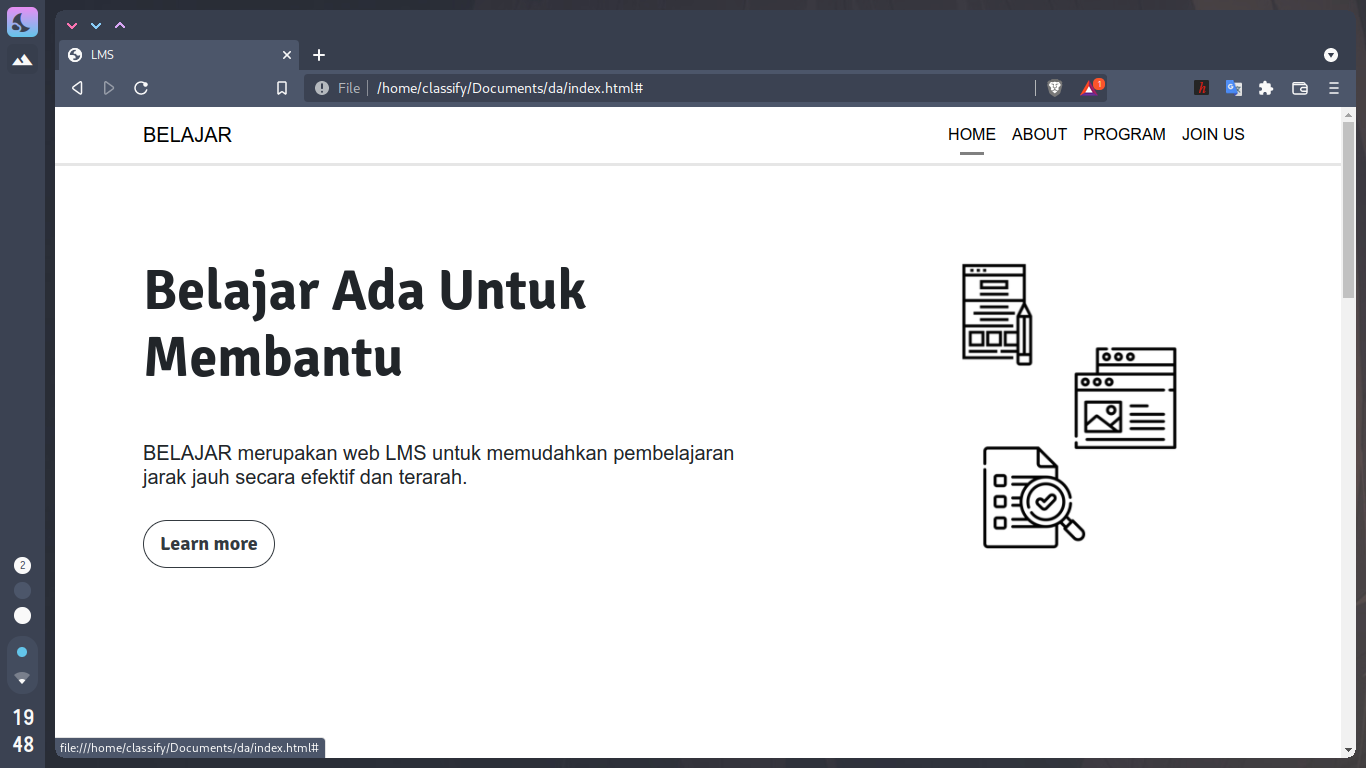 LMS
File
/home/classify/Documents/da/index.html#
1
BELAJAR
HOME ABOUT PROGRAM JOIN US
Belajar Ada Untuk
Membantu
BELAJAR merupakan web LMS untuk memudahkan pembelajaran
jarak jauh secara efektif dan terarah.
Learn more
2
19
48
file:///home/classify/Documents/da/index.html#